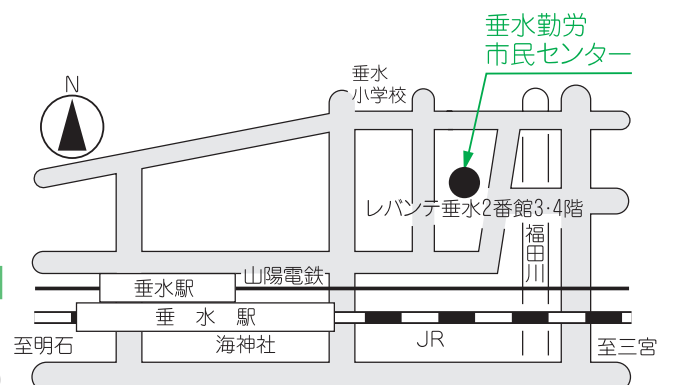 垂水勤労
市民センター
垂水
小学校
N
レバンテ垂水2番館3・4階
福田川
山陽電鉄
垂水駅
垂水駅
至明石
海神社
JR
至三宮